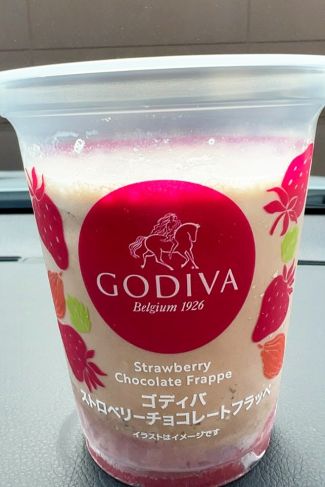 GODIVA
Belgium 1926
Strawberry
Chocolate Frappe
ゴディバ
ストロベリーチョコレートフラッペ
イラストはイメージです